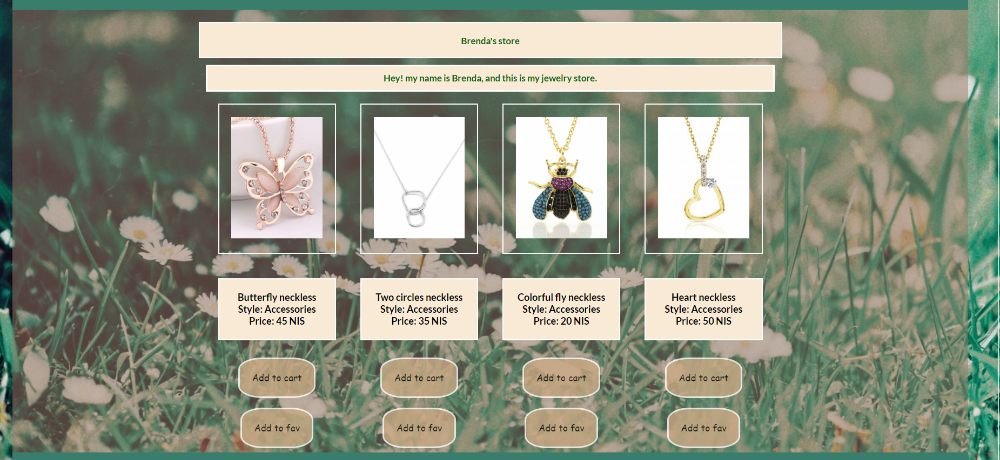 Brenda's store
Hey! my name is Brenda, and this is my jewelry store.
Butterfly neckless
Style: Accessories
Price: 45 NIS
Two circles neckless
Style: Accessories
Price: 35 NIS
Colorful fly neckless
Style: Accessories
Price: 20 NIS
Heart neckless
Style: Accessories
Price: 50 NIS
Add to cart
Add to cart
Add to cart
Add to cart
Add to fav
Add to fav
Add to fav
Add to fav